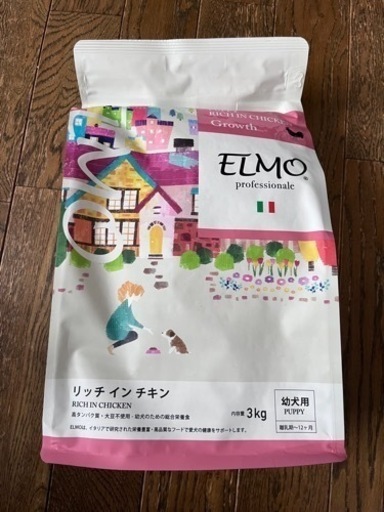 RICH IN CHICKEN
Growth
ELMO
professionale
リッチ イン チキン
RICH IN CHICKEN
高タンパク質・大豆不使用・幼犬のための総合栄養食
ELMOは、イタリアで研究された栄養豊富・高品質なフードで愛犬の健康をサポートします。
内容量 3kg
幼犬用
PUPPY
離乳期〜12ヶ月